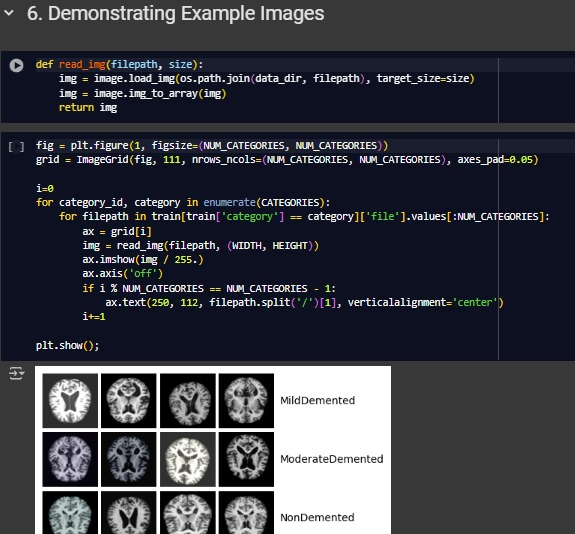 6. Demonstrating Example Images
def read_img(filepath, size):
    img = image.load_img(os.path.join(data_dir, filepath), target_size=size)
    img = image.img_to_array(img)
    return img
[ ]
fig = plt.figure(1, figsize=(NUM_CATEGORIES, NUM_CATEGORIES))
grid = ImageGrid(fig, 111, nrows_ncols=(NUM_CATEGORIES, NUM_CATEGORIES), axes_pad=0.05)
i=0
for category_id, category in enumerate(CATEGORIES):
    for filepath in train[train['category'] == category]['file'].values[:NUM_CATEGORIES]:
        ax = grid[i]
        img = read_img(filepath, (WIDTH, HEIGHT))
        ax.imshow(img / 255.)
        ax.axis('off')
        if i % NUM_CATEGORIES == NUM_CATEGORIES - 1:
            ax.text(250, 112, filepath.split('/')[1], verticalalignment='center')
        i+=1
plt.show();
MildDemented
ModerateDemented
NonDemented